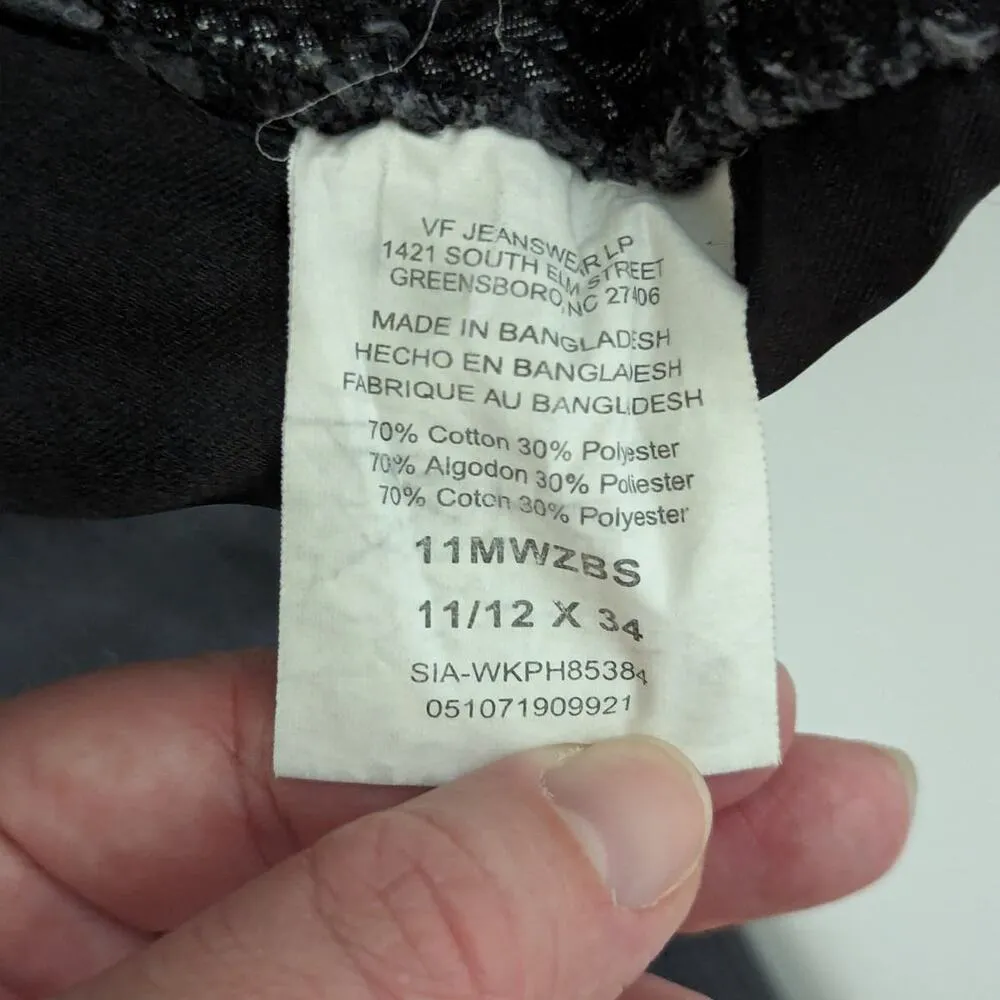 VF JEANSWEAR LP
1421 SOUTH ELM STREET
GREENSBORO, NC 27406
MADE IN BANGLADESH
HECHO EN BANGLADESH
FABRIQUE AU BANGLDESH
70% Cotton 30% Polyester
70% Algodon 30% Poliester
70% Coton 30% Polyester
11MWZBS
11/12 X 34
SIA-WKPH85384
051071909921